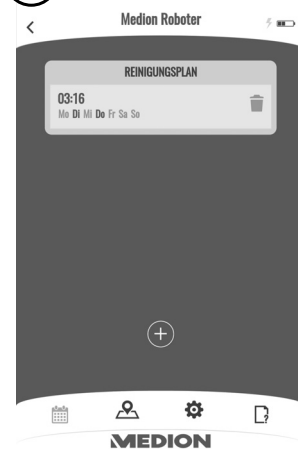 Medion Roboter
REINIGUNGSPLAN
03:16
Mo Di Mi Do Fr Sa So
MEDION